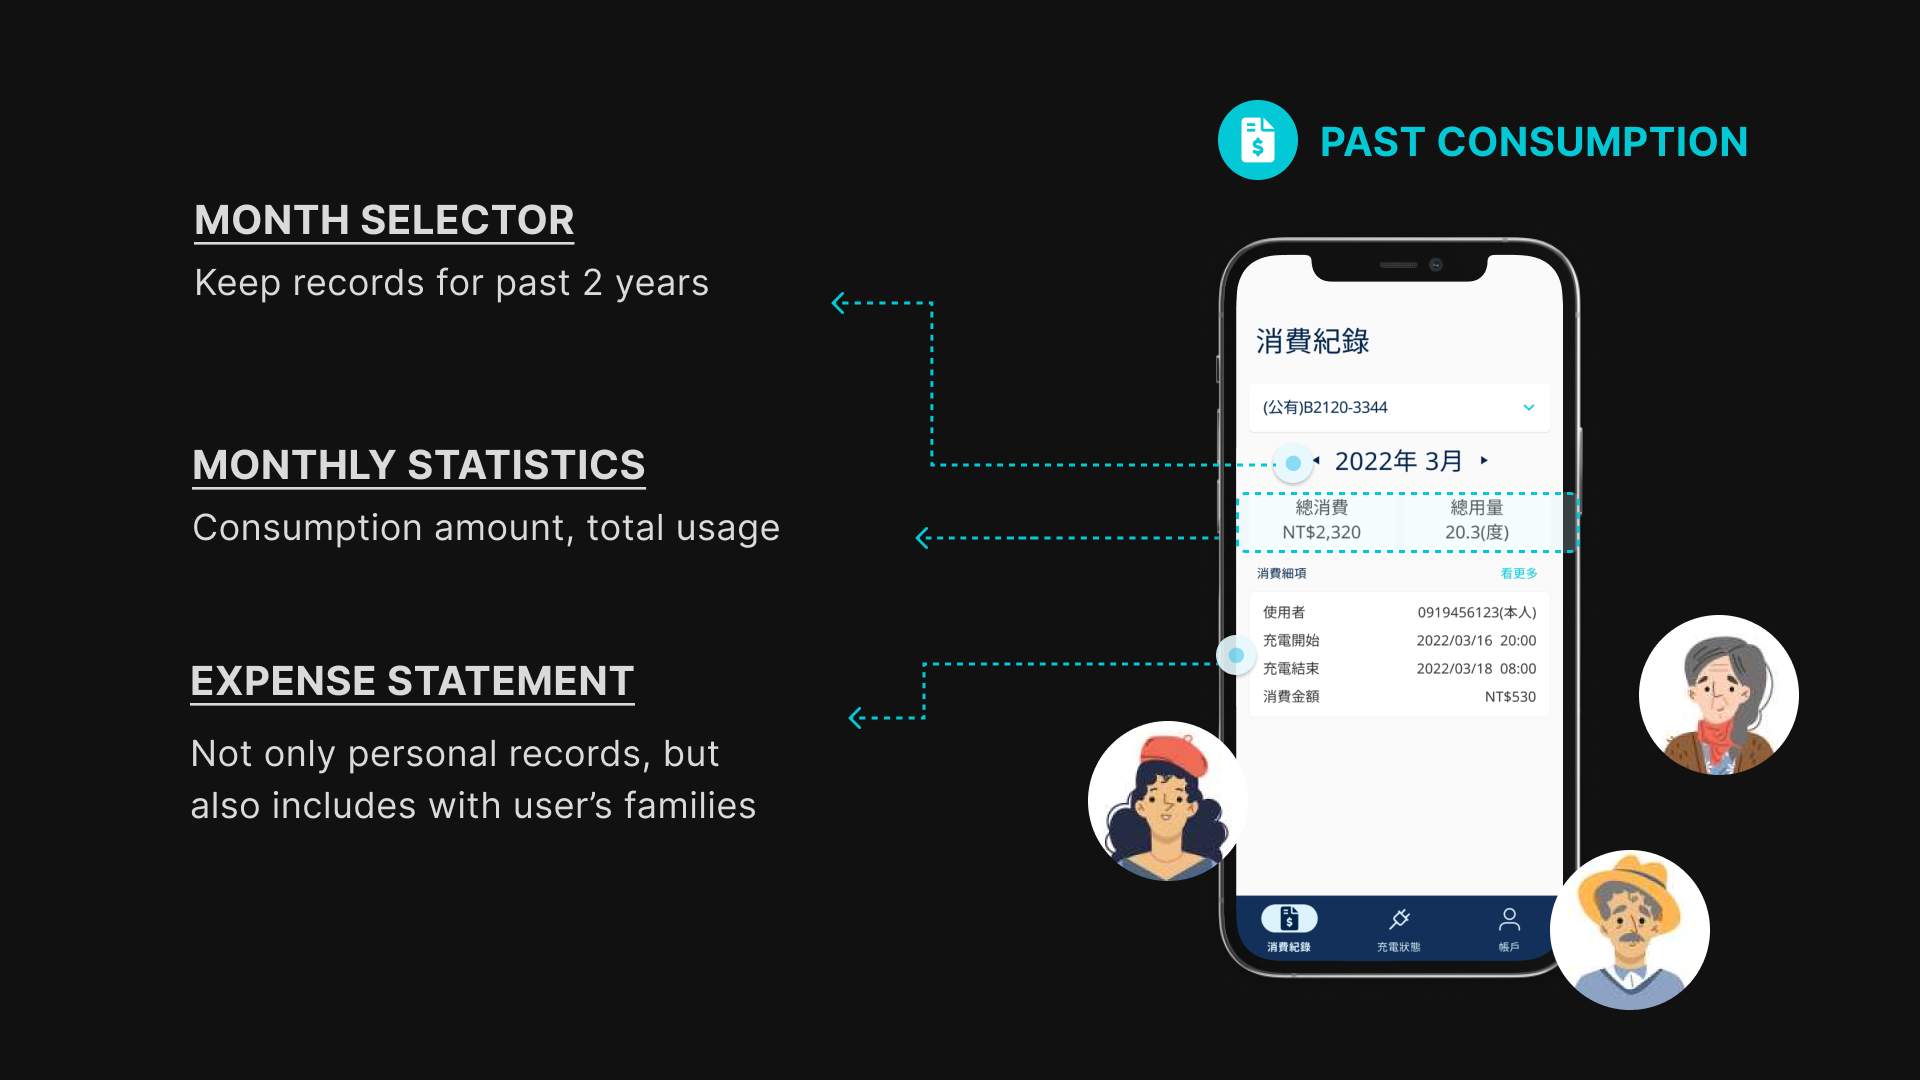 PAST CONSUMPTION
MONTH SELECTOR
Keep records for past 2 years
MONTHLY STATISTICS
Consumption amount, total usage
EXPENSE STATEMENT
Not only personal records, but
also includes with user’s families
消費紀錄
(公有)B2120-3344
2022年 3月
總消費 總用量
NT$2,320 20.3(度)
消費細項 看更多
使用者 0919456123(本人)
充電開始 2022/03/16 20:00
充電結束 2022/03/18 08:00
消費金額 NT$530
消費紀錄 充電狀態 帳戶